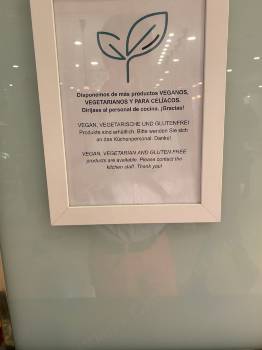 Disponemos de más productos VEGANOS,
VEGETARIANOS Y PARA CELÍACOS.
Diríjase al personal de cocina. ¡Gracias!
VEGAN, VEGETARISCHE UND GLUTENFREI
Produkte sind erhältlich. Bitte wenden Sie sich
an das Küchenpersonal. Danke!
VEGAN, VEGETARIAN AND GLUTEN FREE
products are available. Please contact the
kitchen staff. Thank you!